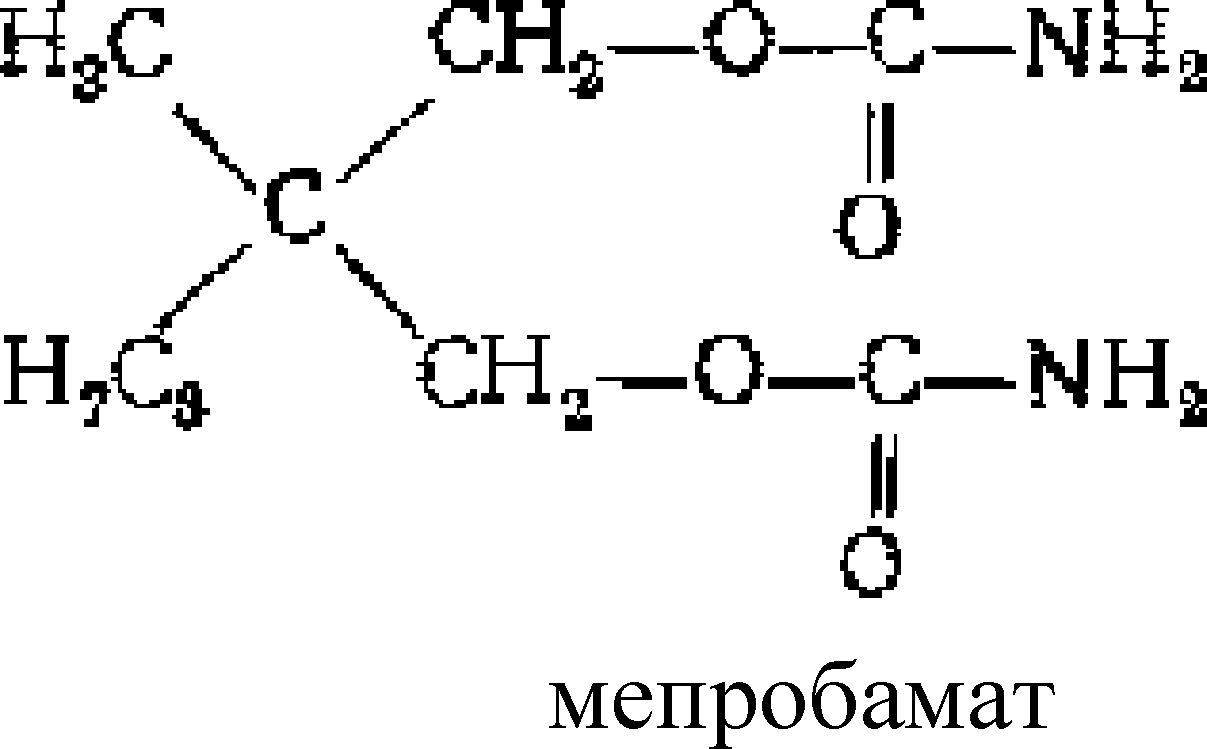 H₃C CH₂—O—C—NH₂
O
C
H₇C₃ CH₂—O—C—NH₂
O
мепробамат